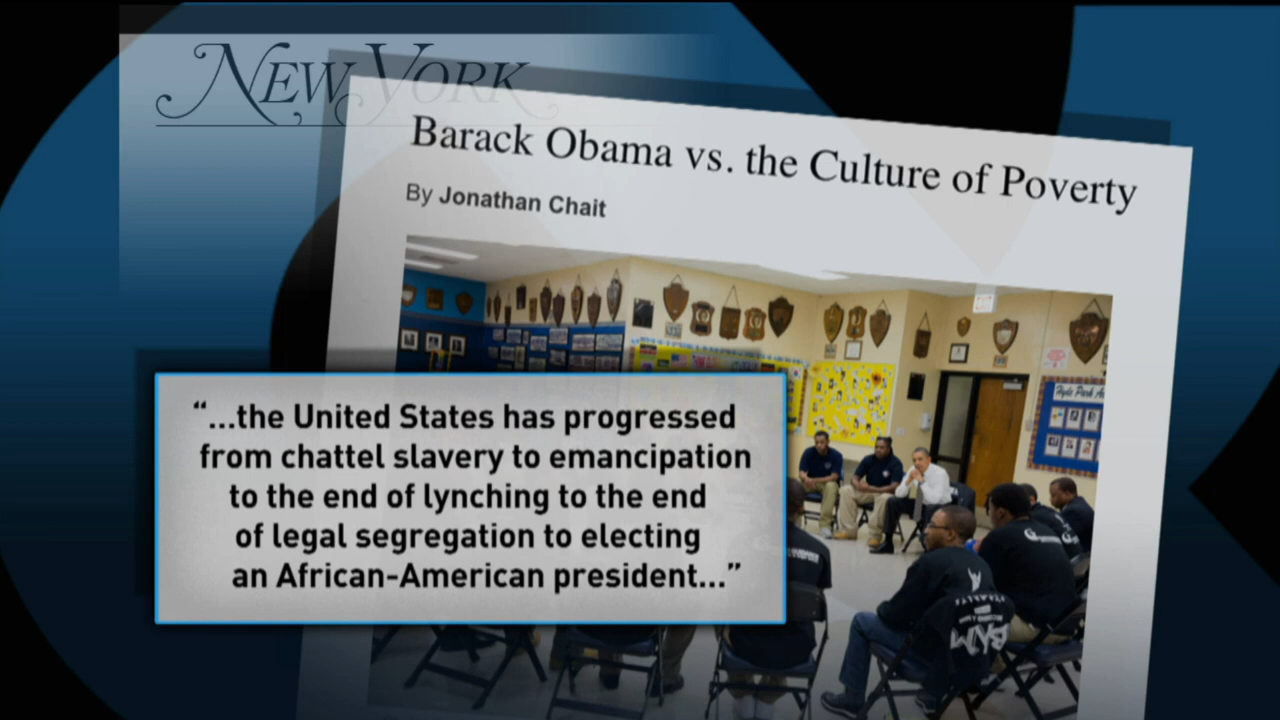 New York
Barack Obama vs. the Culture of Poverty
By Jonathan Chait
“...the United States has progressed
from chattel slavery to emancipation
to the end of lynching to the end
of legal segregation to electing
an African-American president...”
BAM